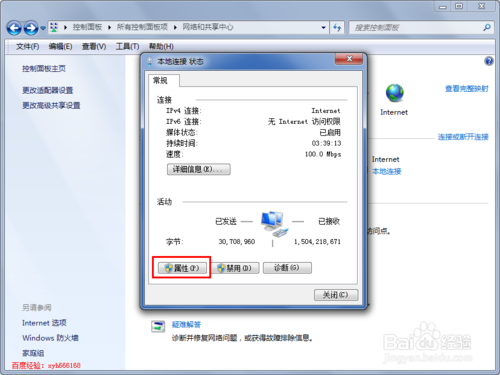 控制面板 ▸ 所有控制面板项 ▸ 网络和共享中心
搜索控制面板
文件(F) 编辑(E) 查看(V) 工具(T) 帮助(H)
控制面板主页
更改适配器设置
更改高级共享设置
本地连接 状态
常规
连接
IPv4 连接: Internet
IPv6 连接: 无 Internet 访问权限
媒体状态: 已启用
持续时间: 03:39:13
速度: 100.0 Mbps
详细信息(E)...
活动
已发送 已接收
字节: 30,708,960 1,504,218,671
属性(P) 禁用(D) 诊断(G)
关闭(C)
查看完整映射
Internet
连接或断开连接
Internet
本地连接
访问点。
疑难解答
诊断并修复网络问题，或获得故障排除信息。
另请参阅
Internet 选项
Windows 防火墙
家庭组
百度经验: xyh666168
Baidu 经验
jingyan.baidu.com